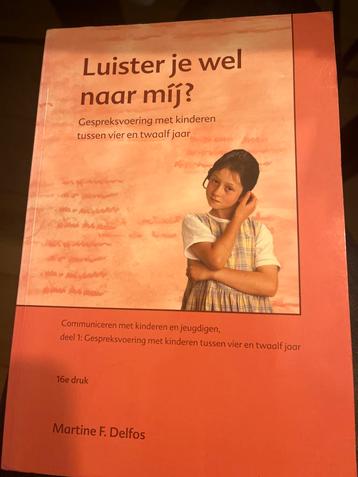 Luister je wel
naar míj?
Gespreksvoering met kinderen
tussen vier en twaalf jaar
Communiceren met kinderen en jeugdigen,
deel 1: Gespreksvoering met kinderen tussen vier en twaalf jaar
16e druk
Martine F. Delfos